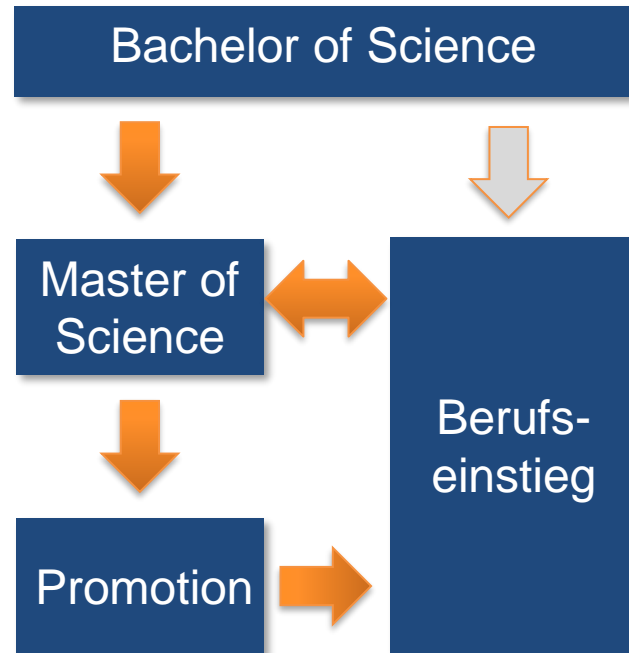 Bachelor of Science
Master of
Science
Berufs-
einstieg
Promotion